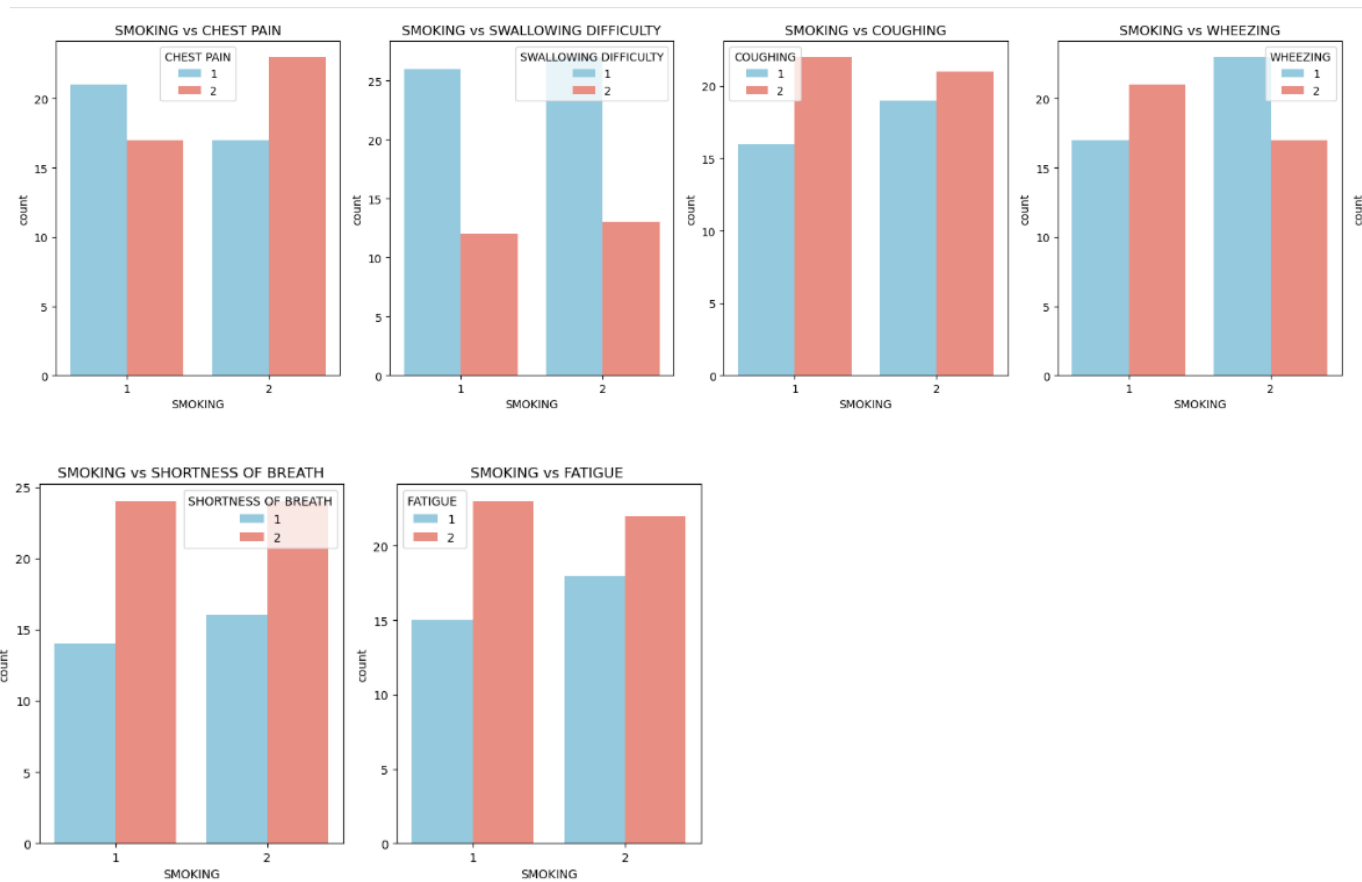 SMOKING vs CHEST PAIN
CHEST PAIN
1
2
20
15
10
5
0
count
1 2
SMOKING
SMOKING vs SWALLOWING DIFFICULTY
SWALLOWING DIFFICULTY
1
2
25
20
15
10
5
0
count
1 2
SMOKING
SMOKING vs COUGHING
COUGHING
1
2
20
15
10
5
0
count
1 2
SMOKING
SMOKING vs WHEEZING
WHEEZING
1
2
20
15
10
5
0
count
1 2
SMOKING
count
SMOKING vs SHORTNESS OF BREATH
SHORTNESS OF BREATH
1
2
25
20
15
10
5
0
count
1 2
SMOKING
SMOKING vs FATIGUE
FATIGUE
1
2
20
15
10
5
0
count
1 2
SMOKING